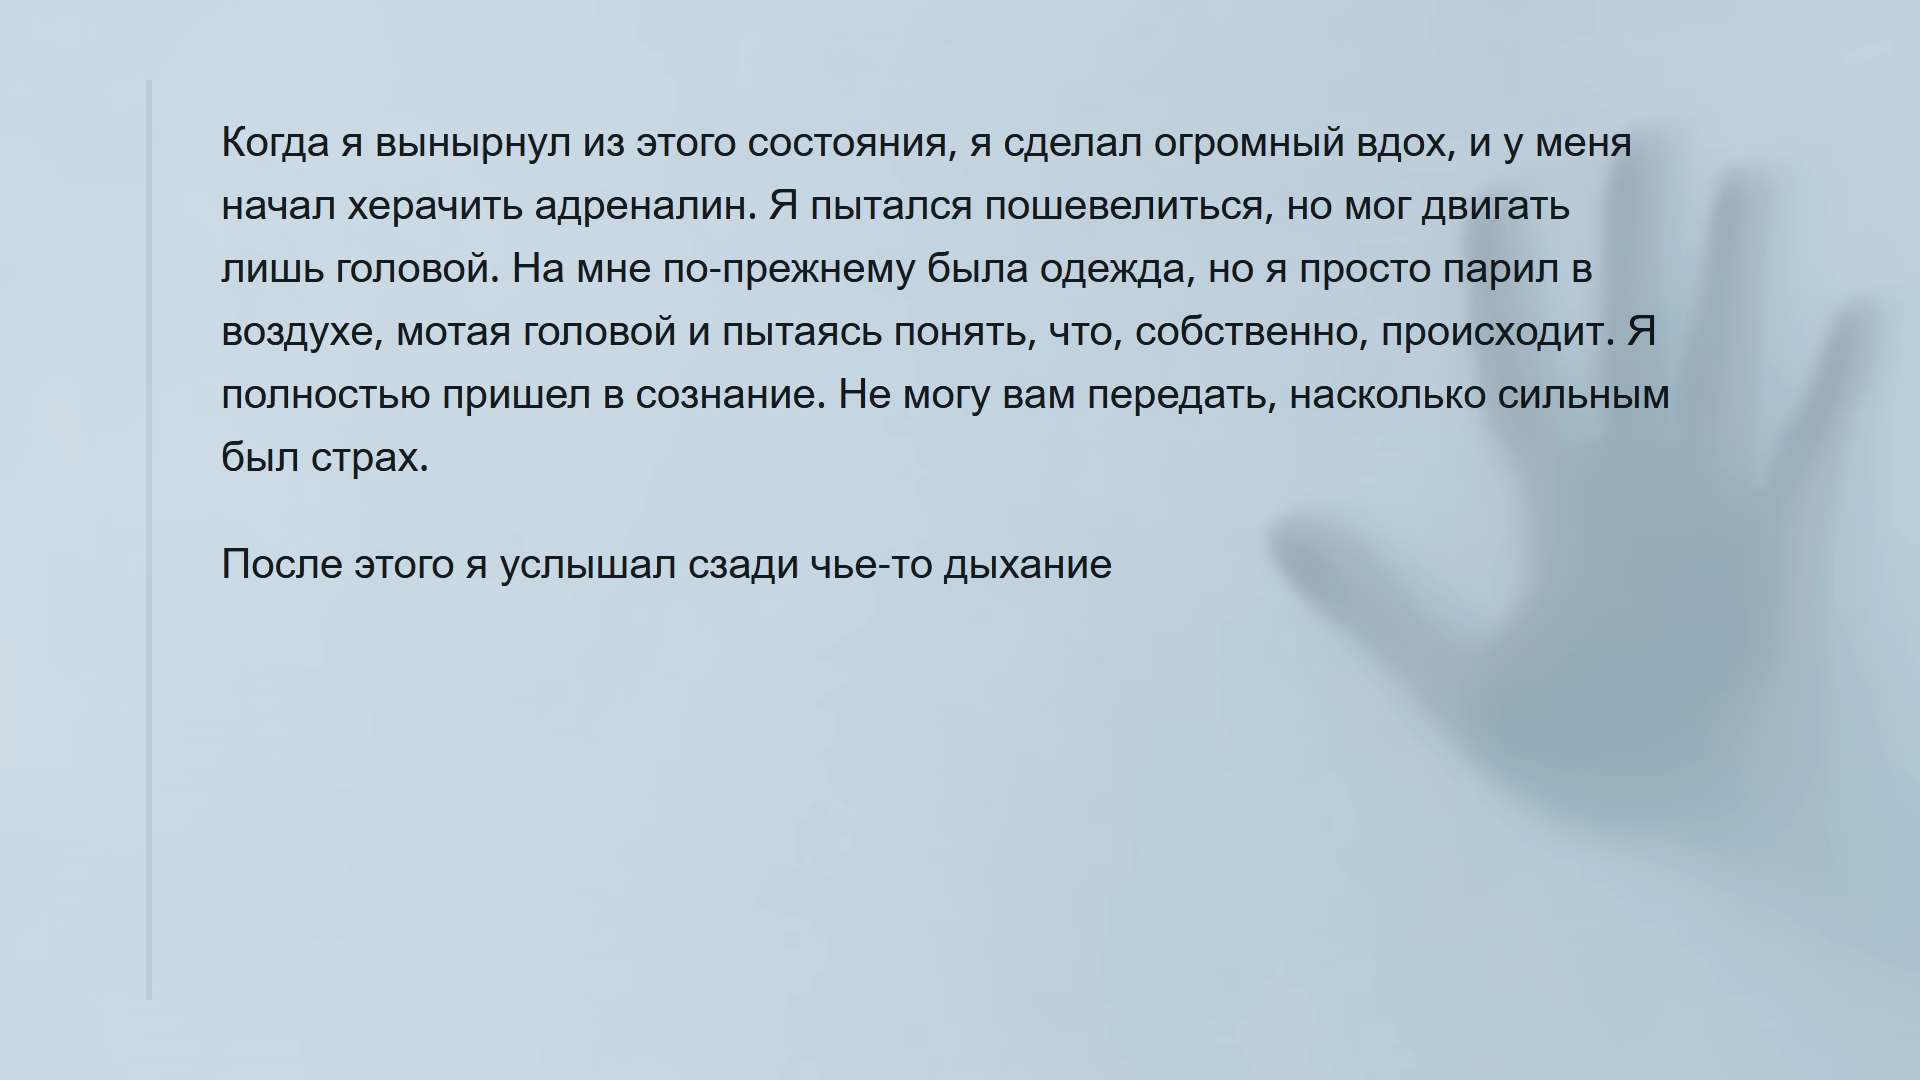 Когда я вынырнул из этого состояния, я сделал огромный вдох, и у меня
начал херачить адреналин. Я пытался пошевелиться, но мог двигать
лишь головой. На мне по-прежнему была одежда, но я просто парил в
воздухе, мотая головой и пытаясь понять, что, собственно, происходит. Я
полностью пришел в сознание. Не могу вам передать, насколько сильным
был страх.
После этого я услышал сзади чье-то дыхание